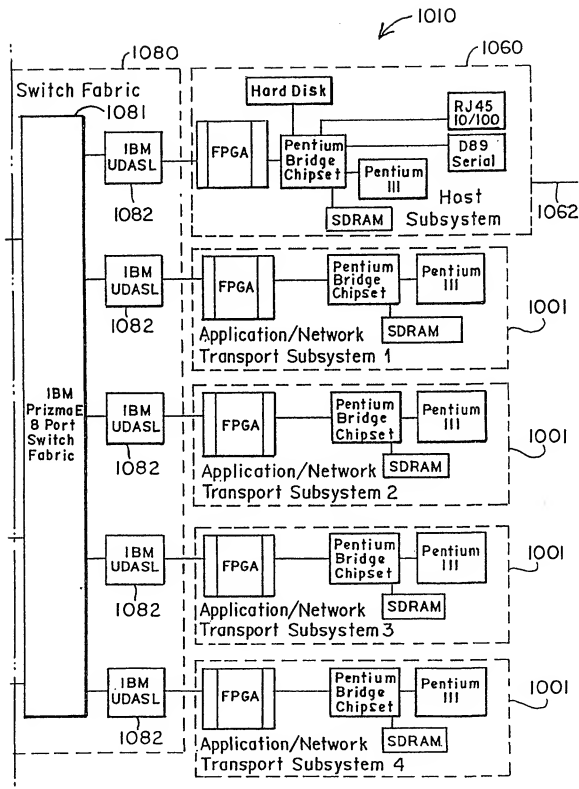 1010
1080
1060
Switch Fabric
1081
IBM
UDASL
1082
FPGA
Hard Disk
Pentium
Bridge
Chipset
RJ45
10/100
D89
Serial
Pentium
III
SDRAM
Host
Subsystem
1062
IBM
UDASL
1082
FPGA
Pentium
Bridge
Chipset
Pentium
III
SDRAM
Application/Network
Transport Subsystem 1
1001
IBM
PrizmaE
8 Port
Switch
Fabric
IBM
UDASL
1082
FPGA
Pentium
Bridge
Chipset
Pentium
III
SDRAM
Application/Network
Transport Subsystem 2
1001
IBM
UDASL
1082
FPGA
Pentium
Bridge
Chipset
Pentium
III
SDRAM
Application/Network
Transport Subsystem 3
1001
IBM
UDASL
1082
FPGA
Pentium
Bridge
Chipset
Pentium
III
SDRAM
Application/Network
Transport Subsystem 4
1001